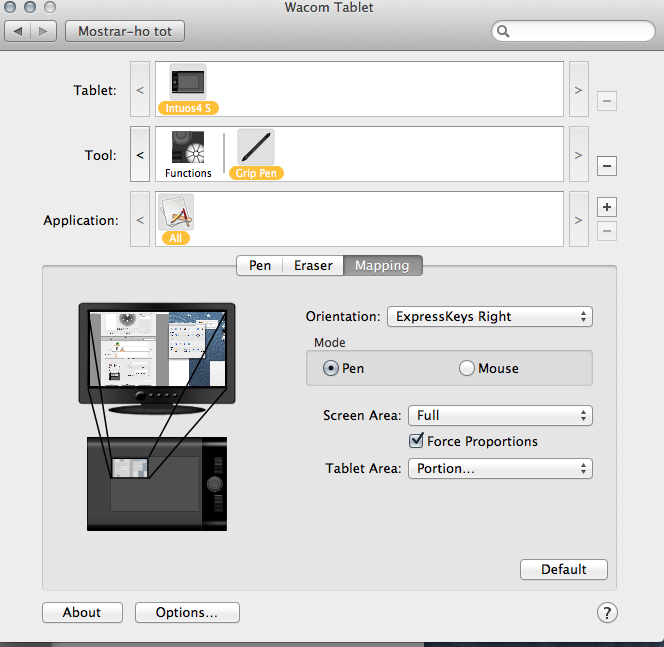 Wacom Tablet
Mostrar-ho tot
Tablet:
Intuos4 S
Tool:
Functions
Grip Pen
Application:
All
Pen Eraser Mapping
Orientation: ExpressKeys Right
Mode
Pen Mouse
Screen Area: Full
Force Proportions
Tablet Area: Portion...
Default
About Options... ?